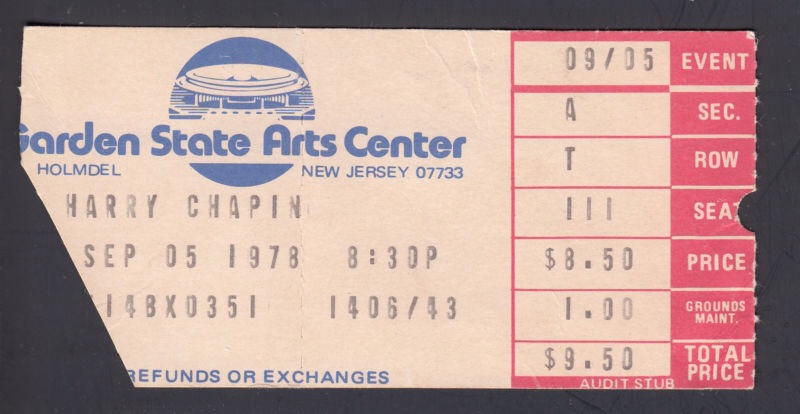 Garden State Arts Center
HOLMDEL NEW JERSEY 07733
HARRY CHAPIN
SEP 05 1978 8:30P
148X0351 1406/43
REFUNDS OR EXCHANGES
09/05 EVENT
A SEC.
T ROW
111 SEAT
$8.50 PRICE
1.00 GROUNDS MAINT.
$9.50 TOTAL PRICE
AUDIT STUB